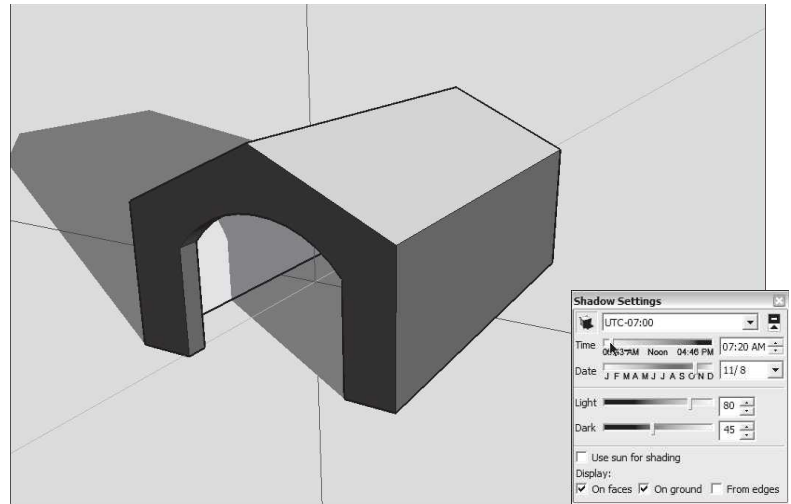 Shadow Settings
UTC-07:00
Time
AM Noon 04:46 PM
07:20 AM
Date
J F M A M J J A S O N D
11/8
Light
80
Dark
45
Use sun for shading
Display:
On faces On ground From edges